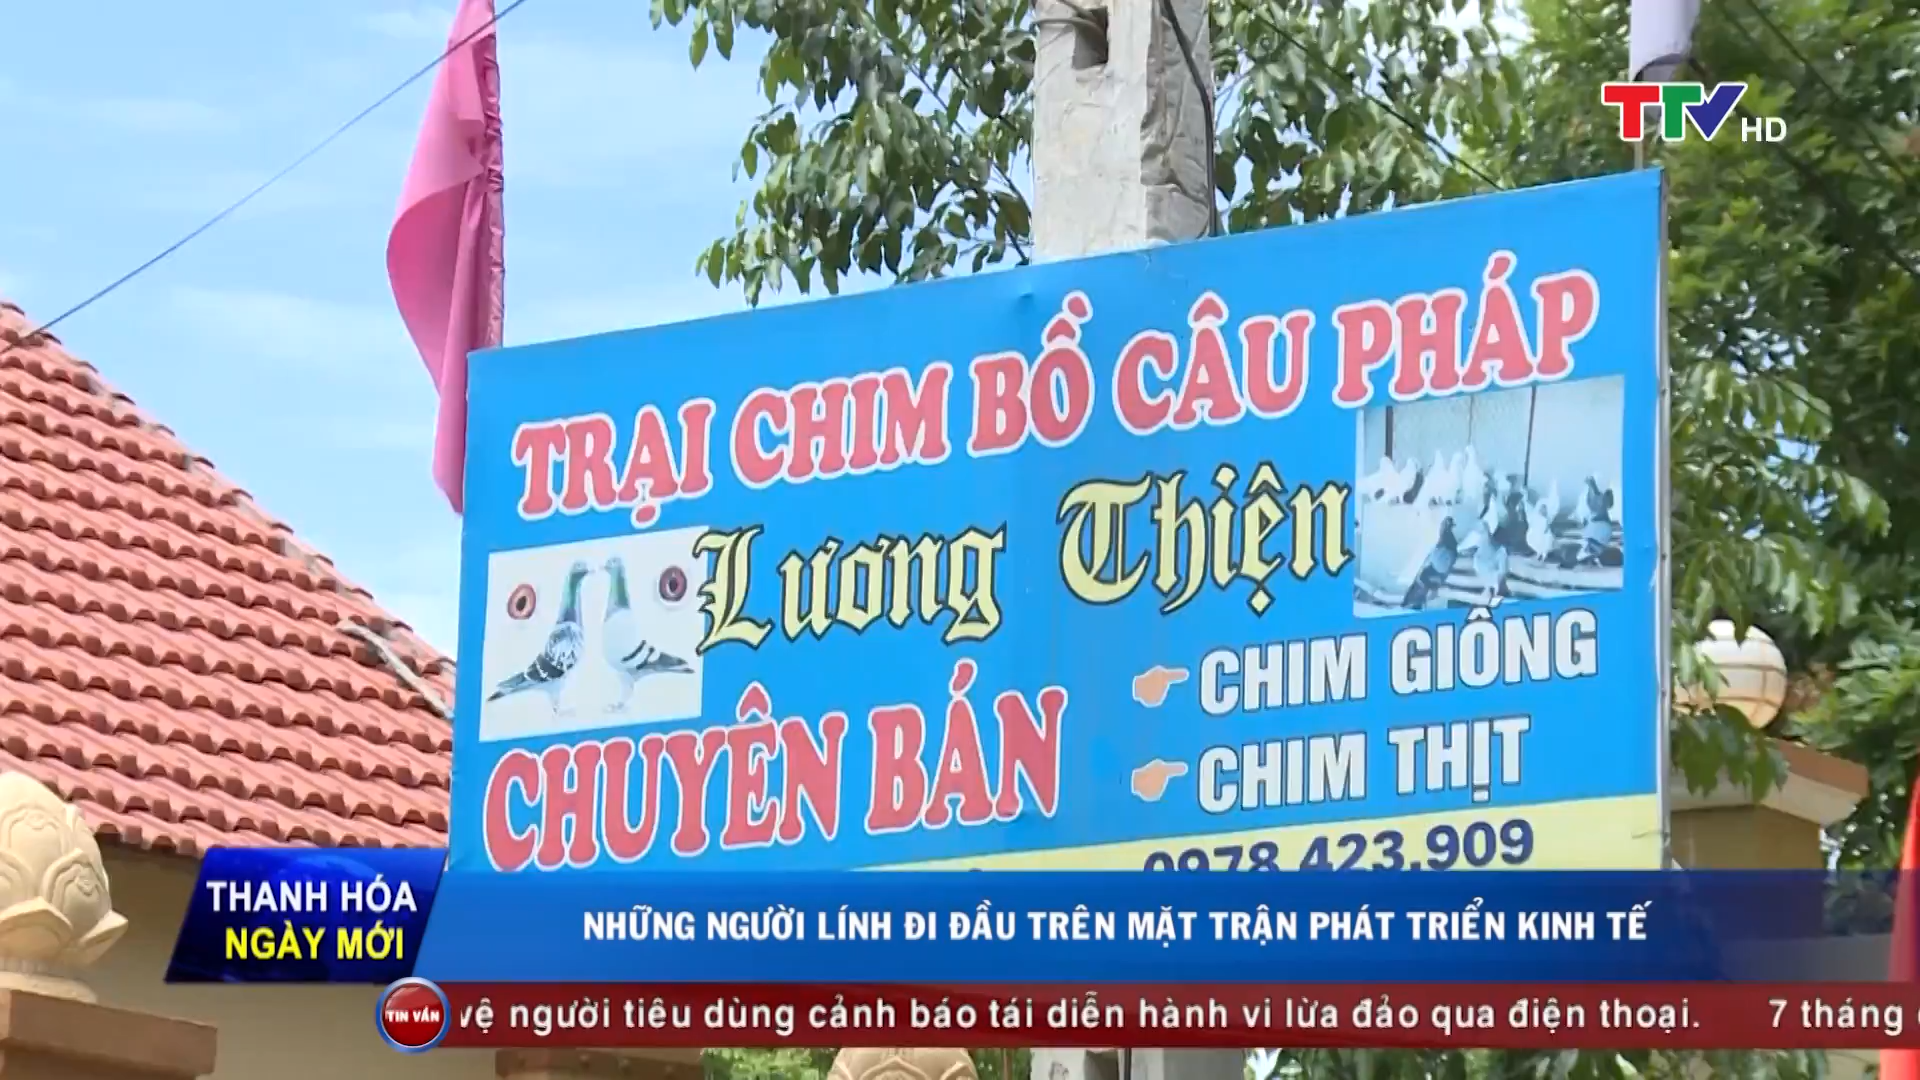 TTV HD
TRẠI CHIM BỒ CÂU PHÁP
Lương Thiện
CHUYÊN BÁN
CHIM GIỐNG
CHIM THỊT
0978.423.909
THANH HÓA
NGÀY MỚI
NHỮNG NGƯỜI LÍNH ĐI ĐẦU TRÊN MẶT TRẬN PHÁT TRIỂN KINH TẾ
TIN VẮN
vệ người tiêu dùng cảnh báo tái diễn hành vi lừa đảo qua điện thoại. 7 tháng